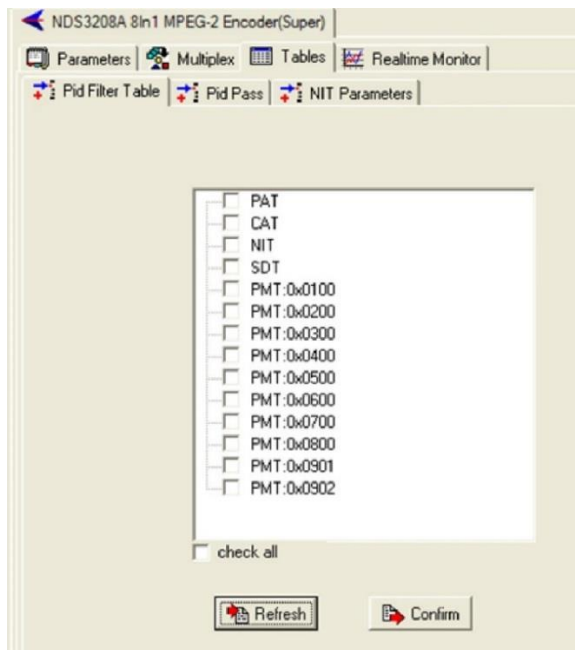 NDS3208A 8In1 MPEG-2 Encoder(Super)
Parameters Multiplex Tables Realtime Monitor
Pid Filter Table Pid Pass NIT Parameters
PAT
CAT
NIT
SDT
PMT:0x0100
PMT:0x0200
PMT:0x0300
PMT:0x0400
PMT:0x0500
PMT:0x0600
PMT:0x0700
PMT:0x0800
PMT:0x0901
PMT:0x0902
check all
Refresh Confirm